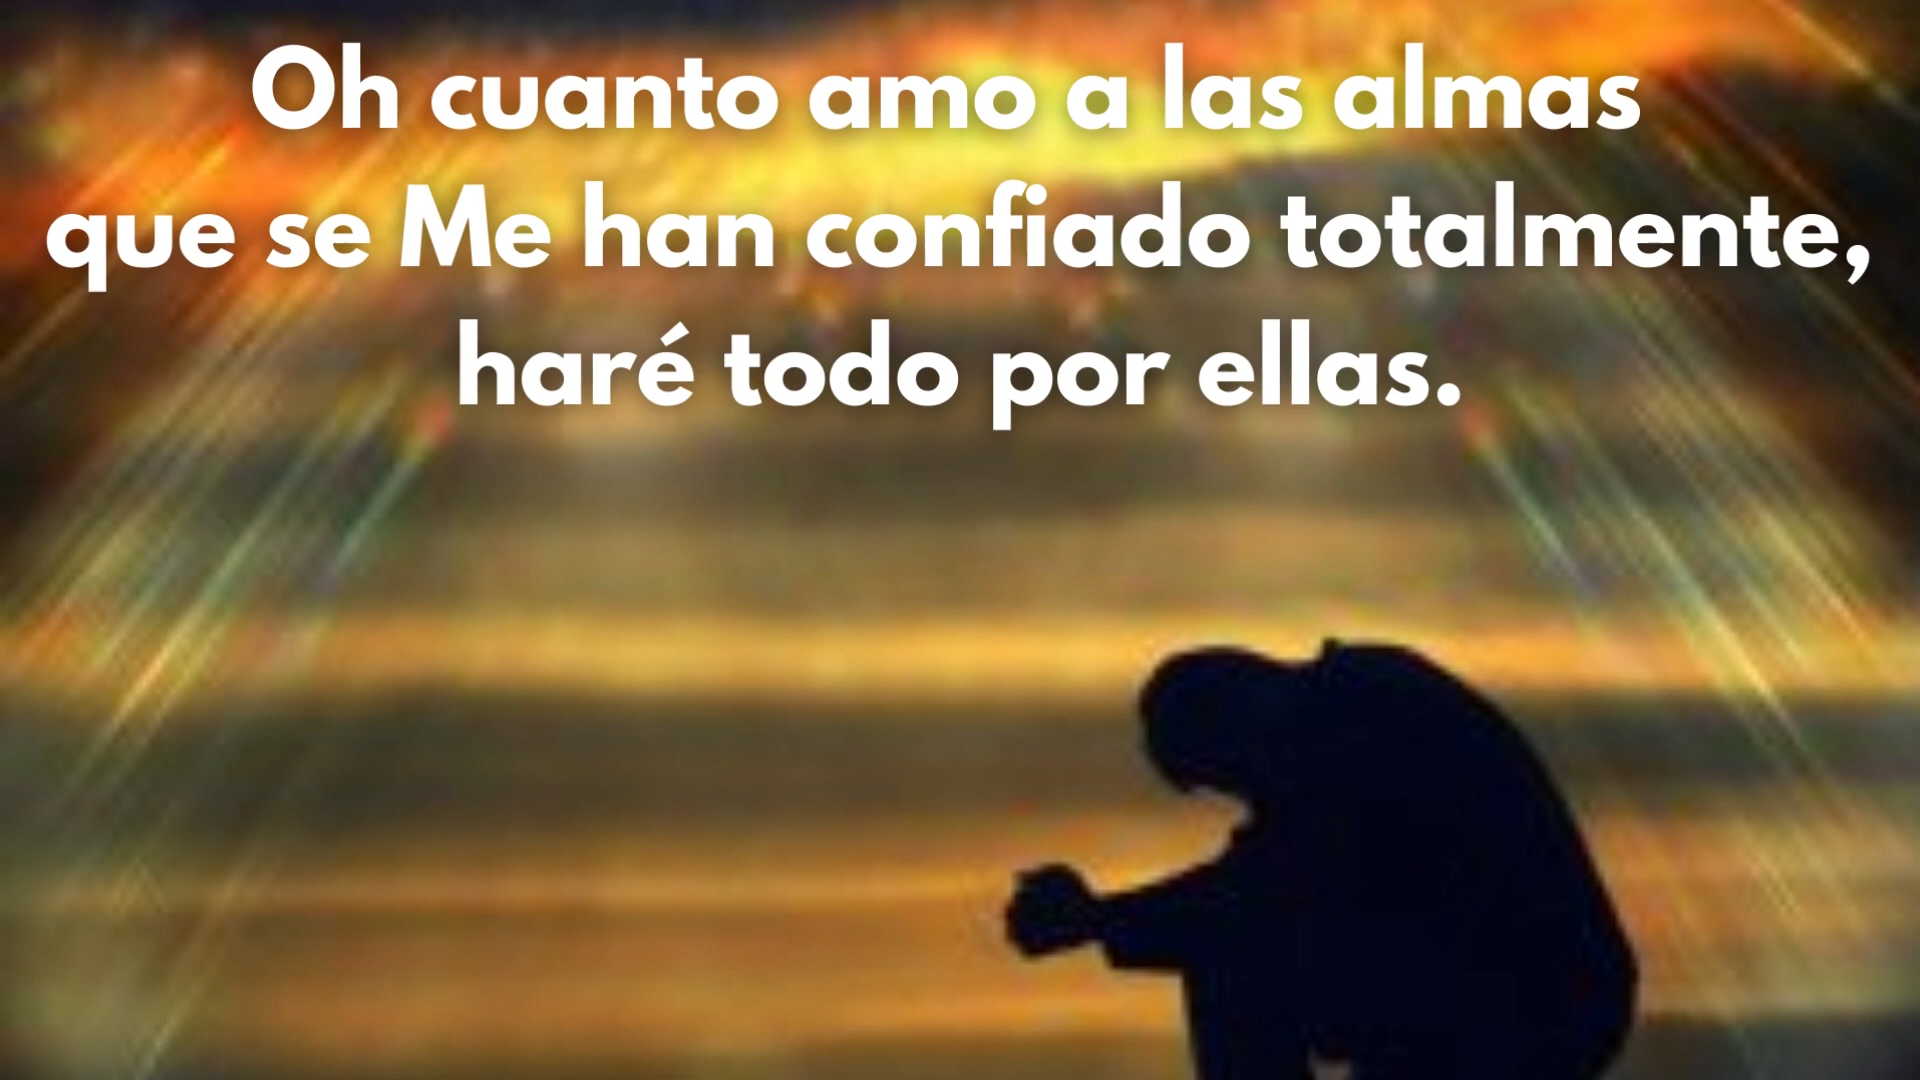 Oh cuanto amo a las almas
que se Me han confiado totalmente,
haré todo por ellas.